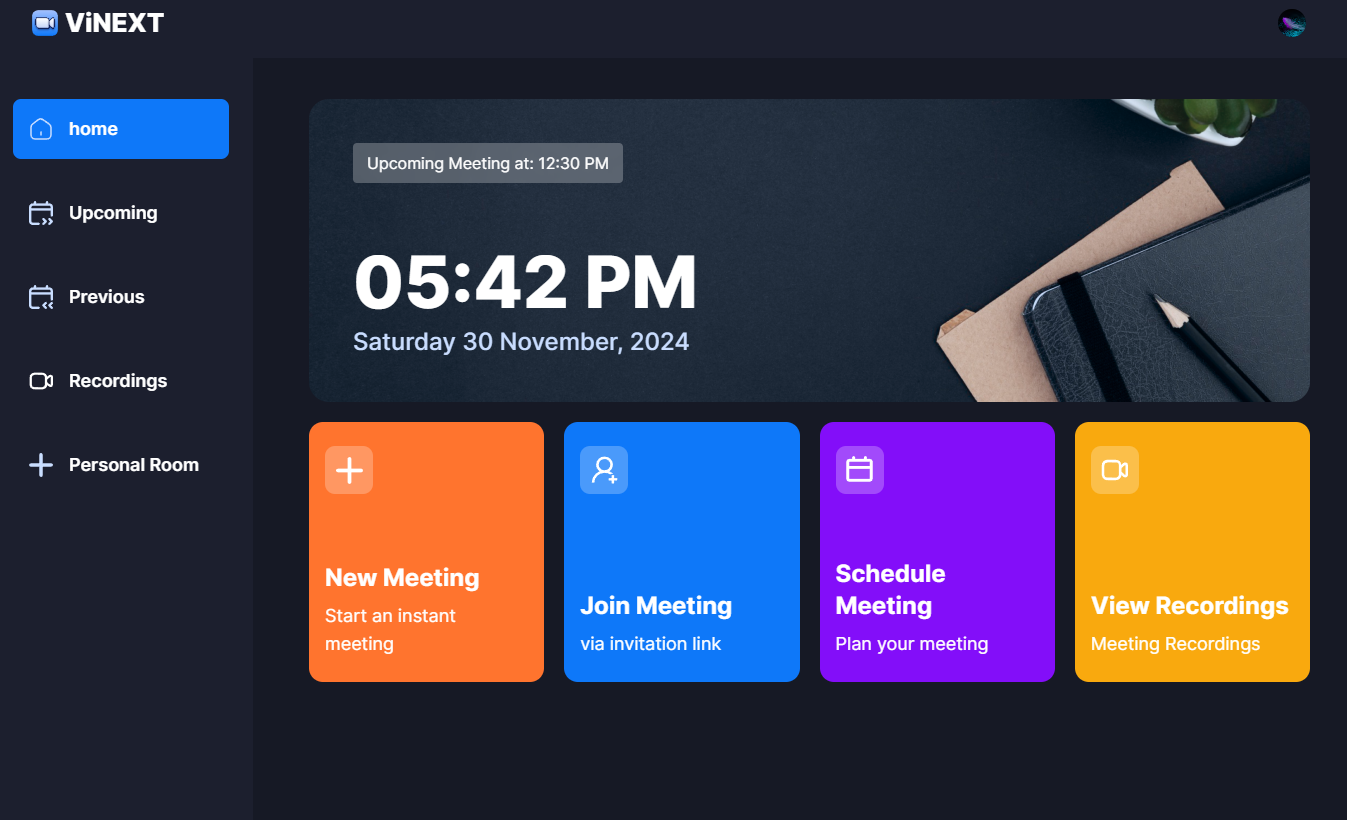 ViNEXT
home
Upcoming
Previous
Recordings
Personal Room
Upcoming Meeting at: 12:30 PM
05:42 PM
Saturday 30 November, 2024
New Meeting
Start an instant
meeting
Join Meeting
via invitation link
Schedule
Meeting
Plan your meeting
View Recordings
Meeting Recordings